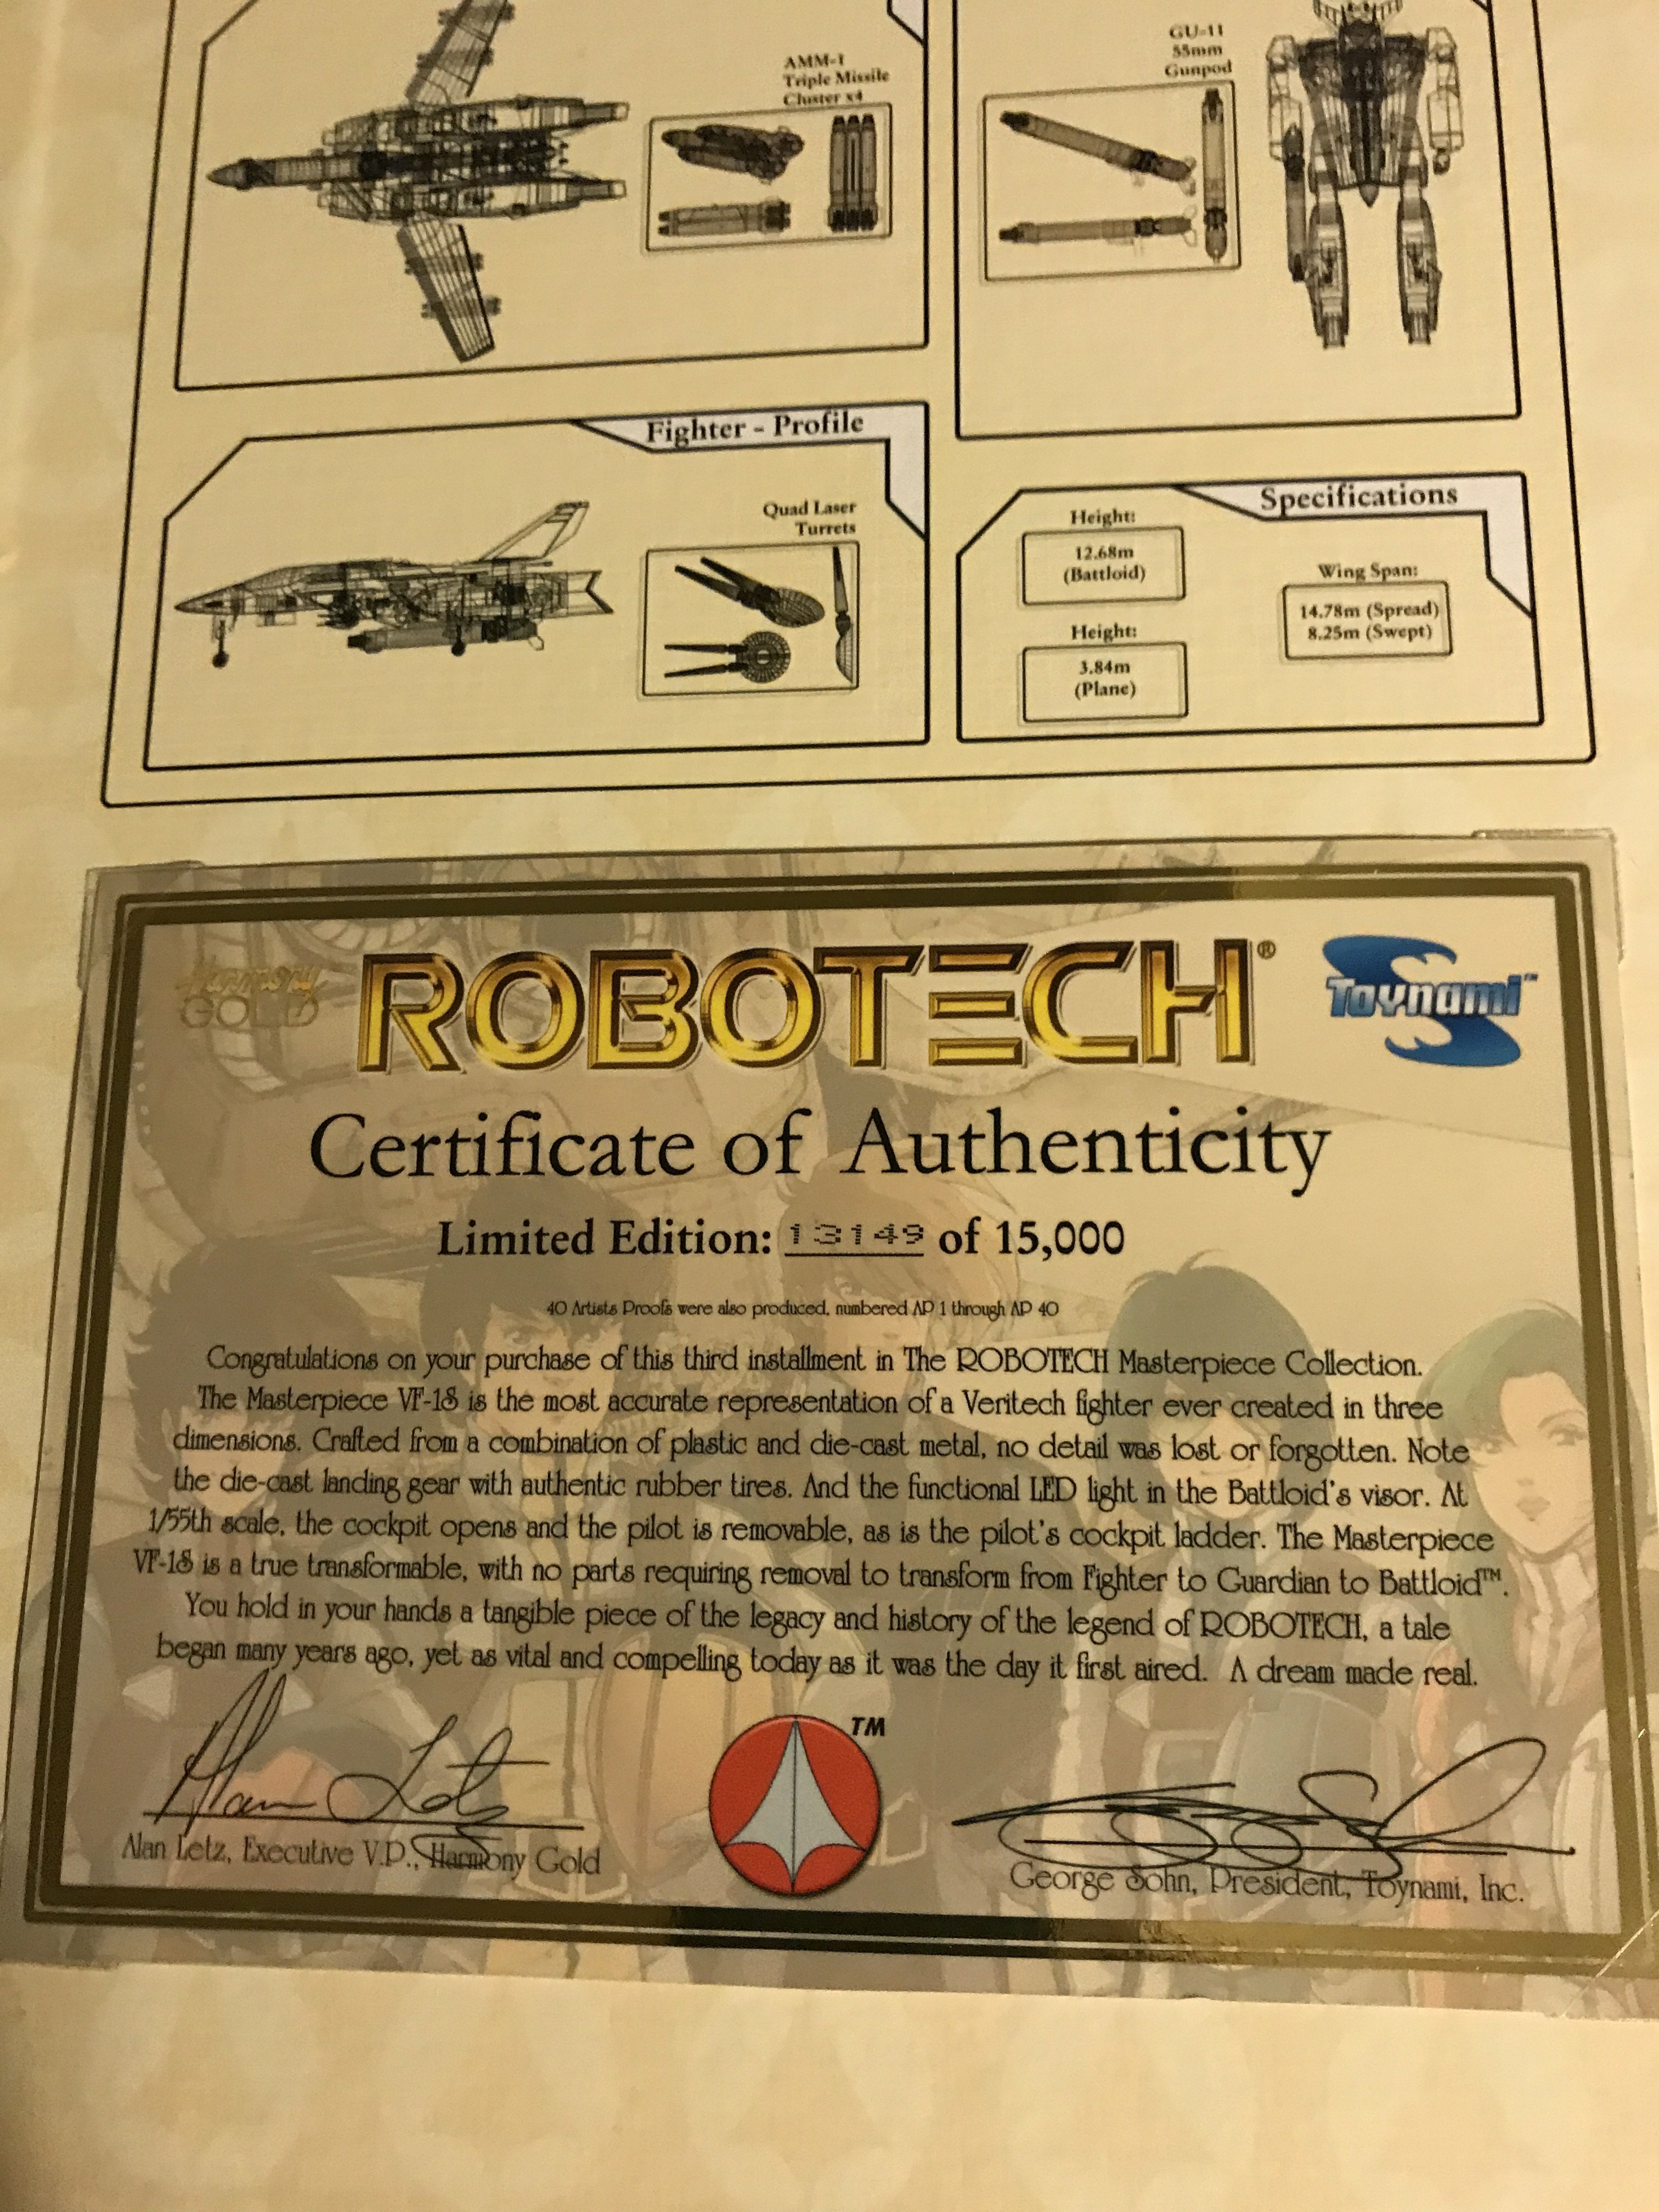 AMM-1
Triple Missile
Cluster x4
GU-11
55mm
Gunpod
Fighter - Profile
Quad Laser
Turrets
Specifications
Height:
12.68m
(Battloid)
Wing Span:
14.78m (Spread)
8.25m (Swept)
Height:
3.84m
(Plane)
Harmony
GOLD
ROBOTECH®
Toynami™
Certificate of Authenticity
Limited Edition: 13149 of 15,000
40 Artists Proofs were also produced, numbered AP 1 through AP 40
Congratulations on your purchase of this third installment in The ROBOTECH Masterpiece Collection.
The Masterpiece VF-1S is the most accurate representation of a Veritech fighter ever created in three
dimensions. Crafted from a combination of plastic and die-cast metal, no detail was lost or forgotten. Note
the die-cast landing gear with authentic rubber tires. And the functional LED light in the Battloid's visor. At
1/55th scale, the cockpit opens and the pilot is removable, as is the pilot's cockpit ladder. The Masterpiece
VF-1S is a true transformable, with no parts requiring removal to transform from Fighter to Guardian to Battloid™.
You hold in your hands a tangible piece of the legacy and history of the legend of ROBOTECH, a tale
began many years ago, yet as vital and compelling today as it was the day it first aired. A dream made real.
Alan Letz
TM
Alan Letz, Executive V.P., Harmony Gold
George Sohn, President, Toynami, Inc.